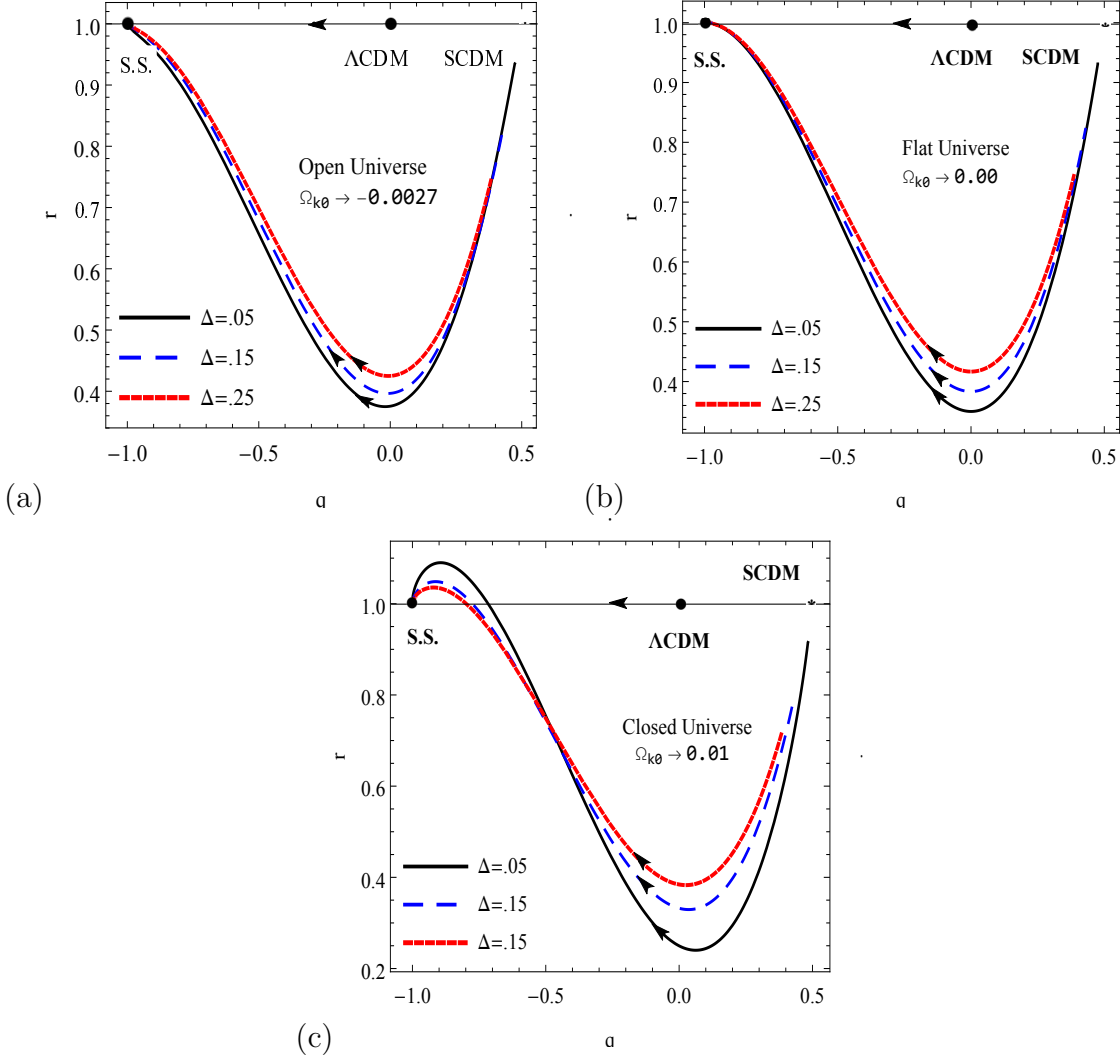 1.0
0.9
0.8
0.7
0.6
0.5
0.4
r
S.S.
ΛCDM
SCDM
Open Universe
Ωk0 → -0.0027
Δ=.05
Δ=.15
Δ=.25
-1.0 -0.5 0.0 0.5
q
(a)
1.0
0.9
0.8
0.7
0.6
0.5
0.4
r
S.S.
ΛCDM
SCDM
Flat Universe
Ωk0 → 0.00
Δ=.05
Δ=.15
Δ=.25
-1.0 -0.5 0.0 0.5
q
(b)
1.0
0.8
0.6
0.4
0.2
r
SCDM
S.S.
ΛCDM
Closed Universe
Ωk0 → 0.01
Δ=.05
Δ=.15
Δ=.15
-1.0 -0.5 0.0 0.5
q
(c)